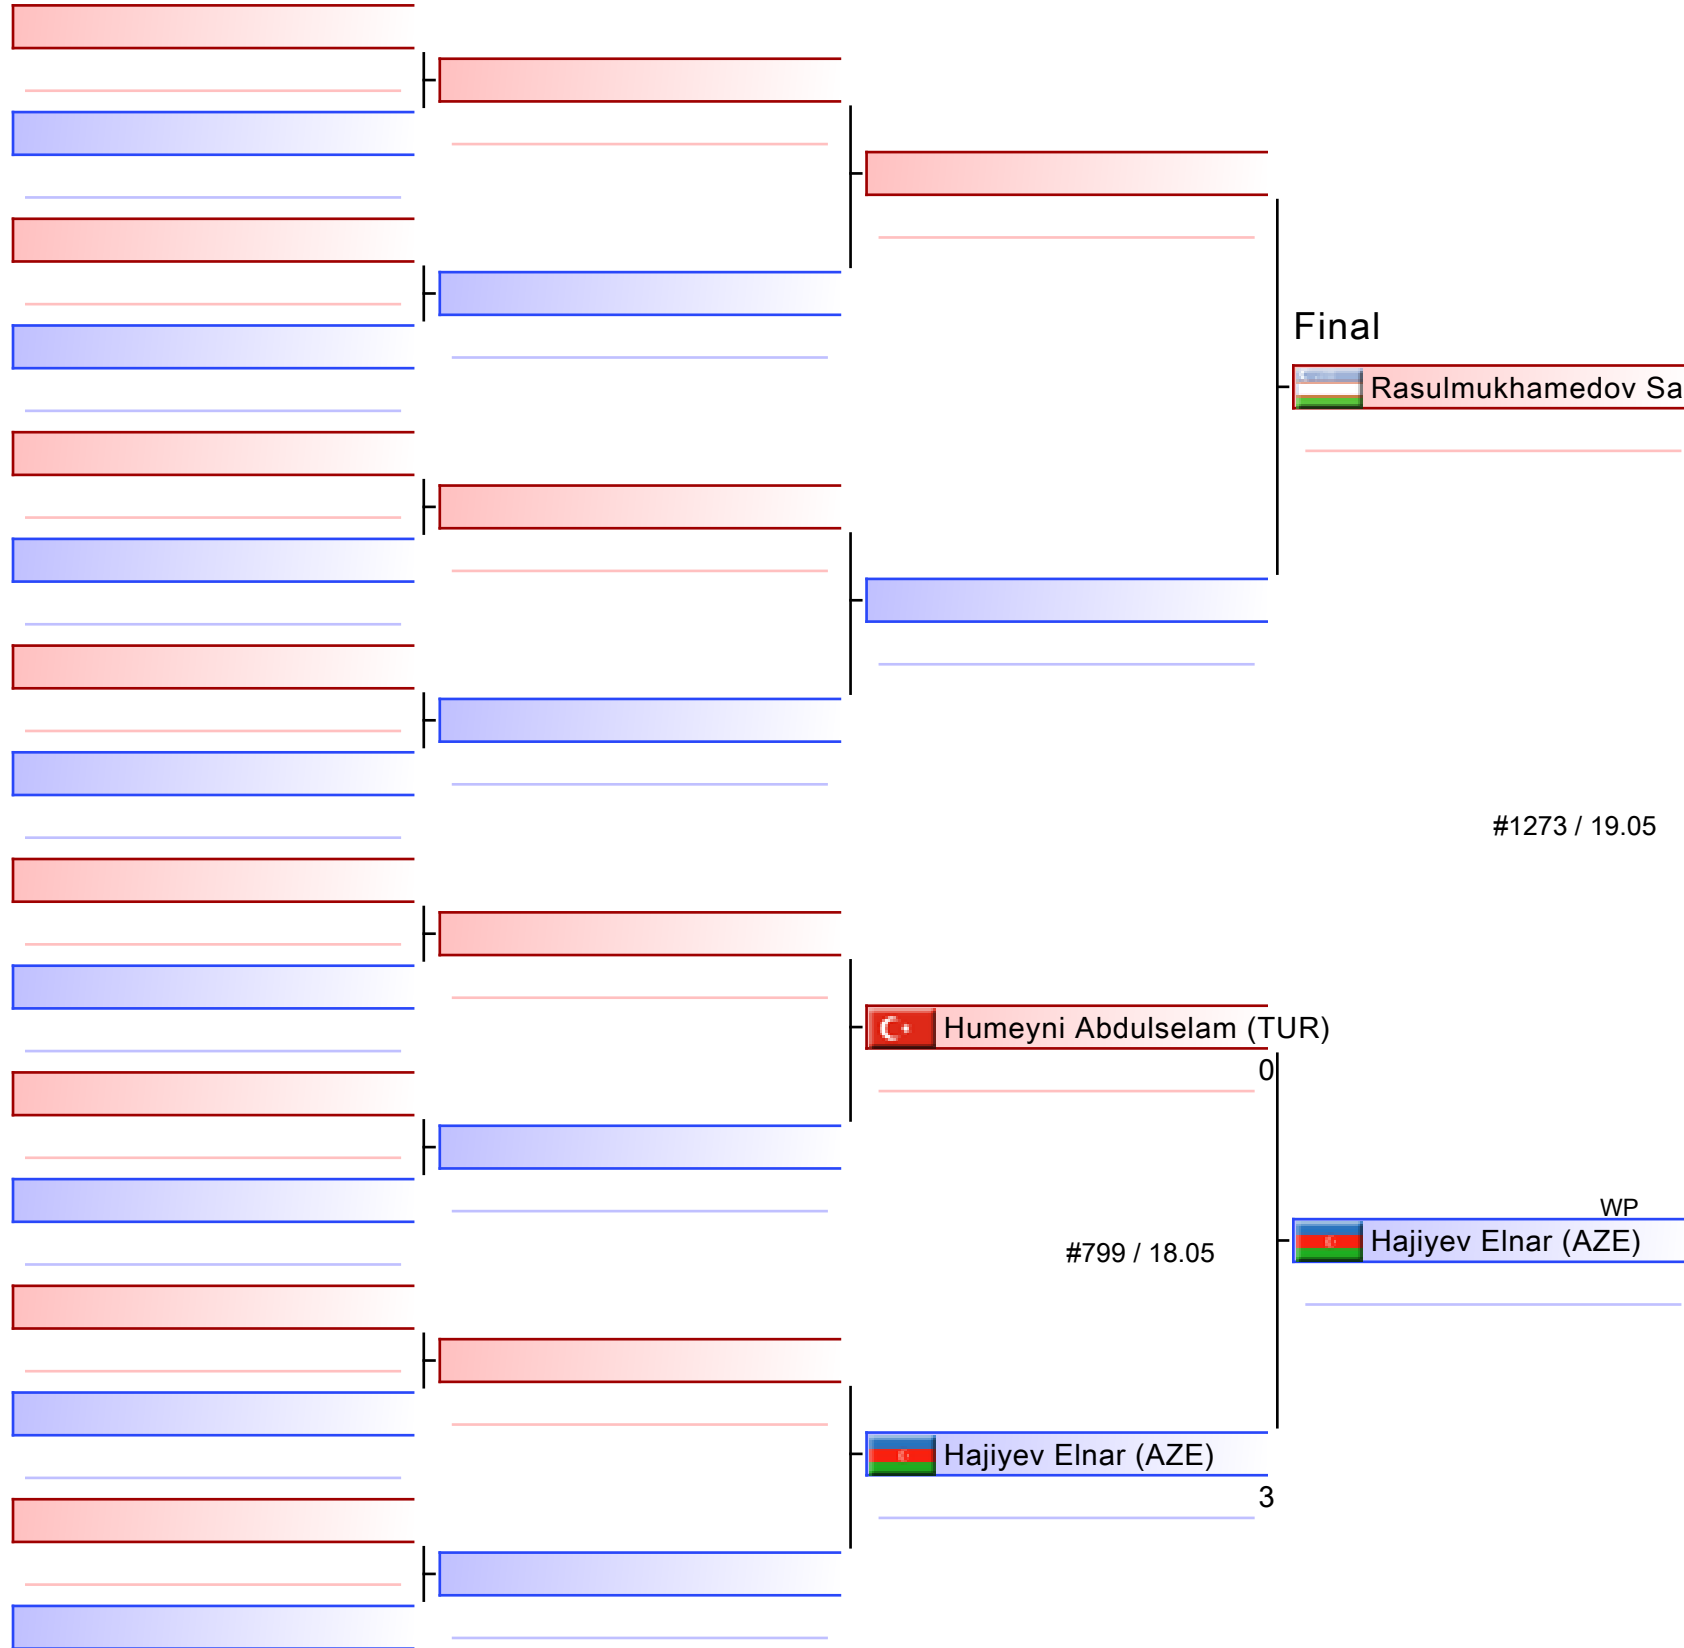 Final
Rasulmukhamedov Sa
#1273 / 19.05
Humeyni Abdulselam (TUR)
0
WP
Hajiyev Elnar (AZE)
#799 / 18.05
Hajiyev Elnar (AZE)
3